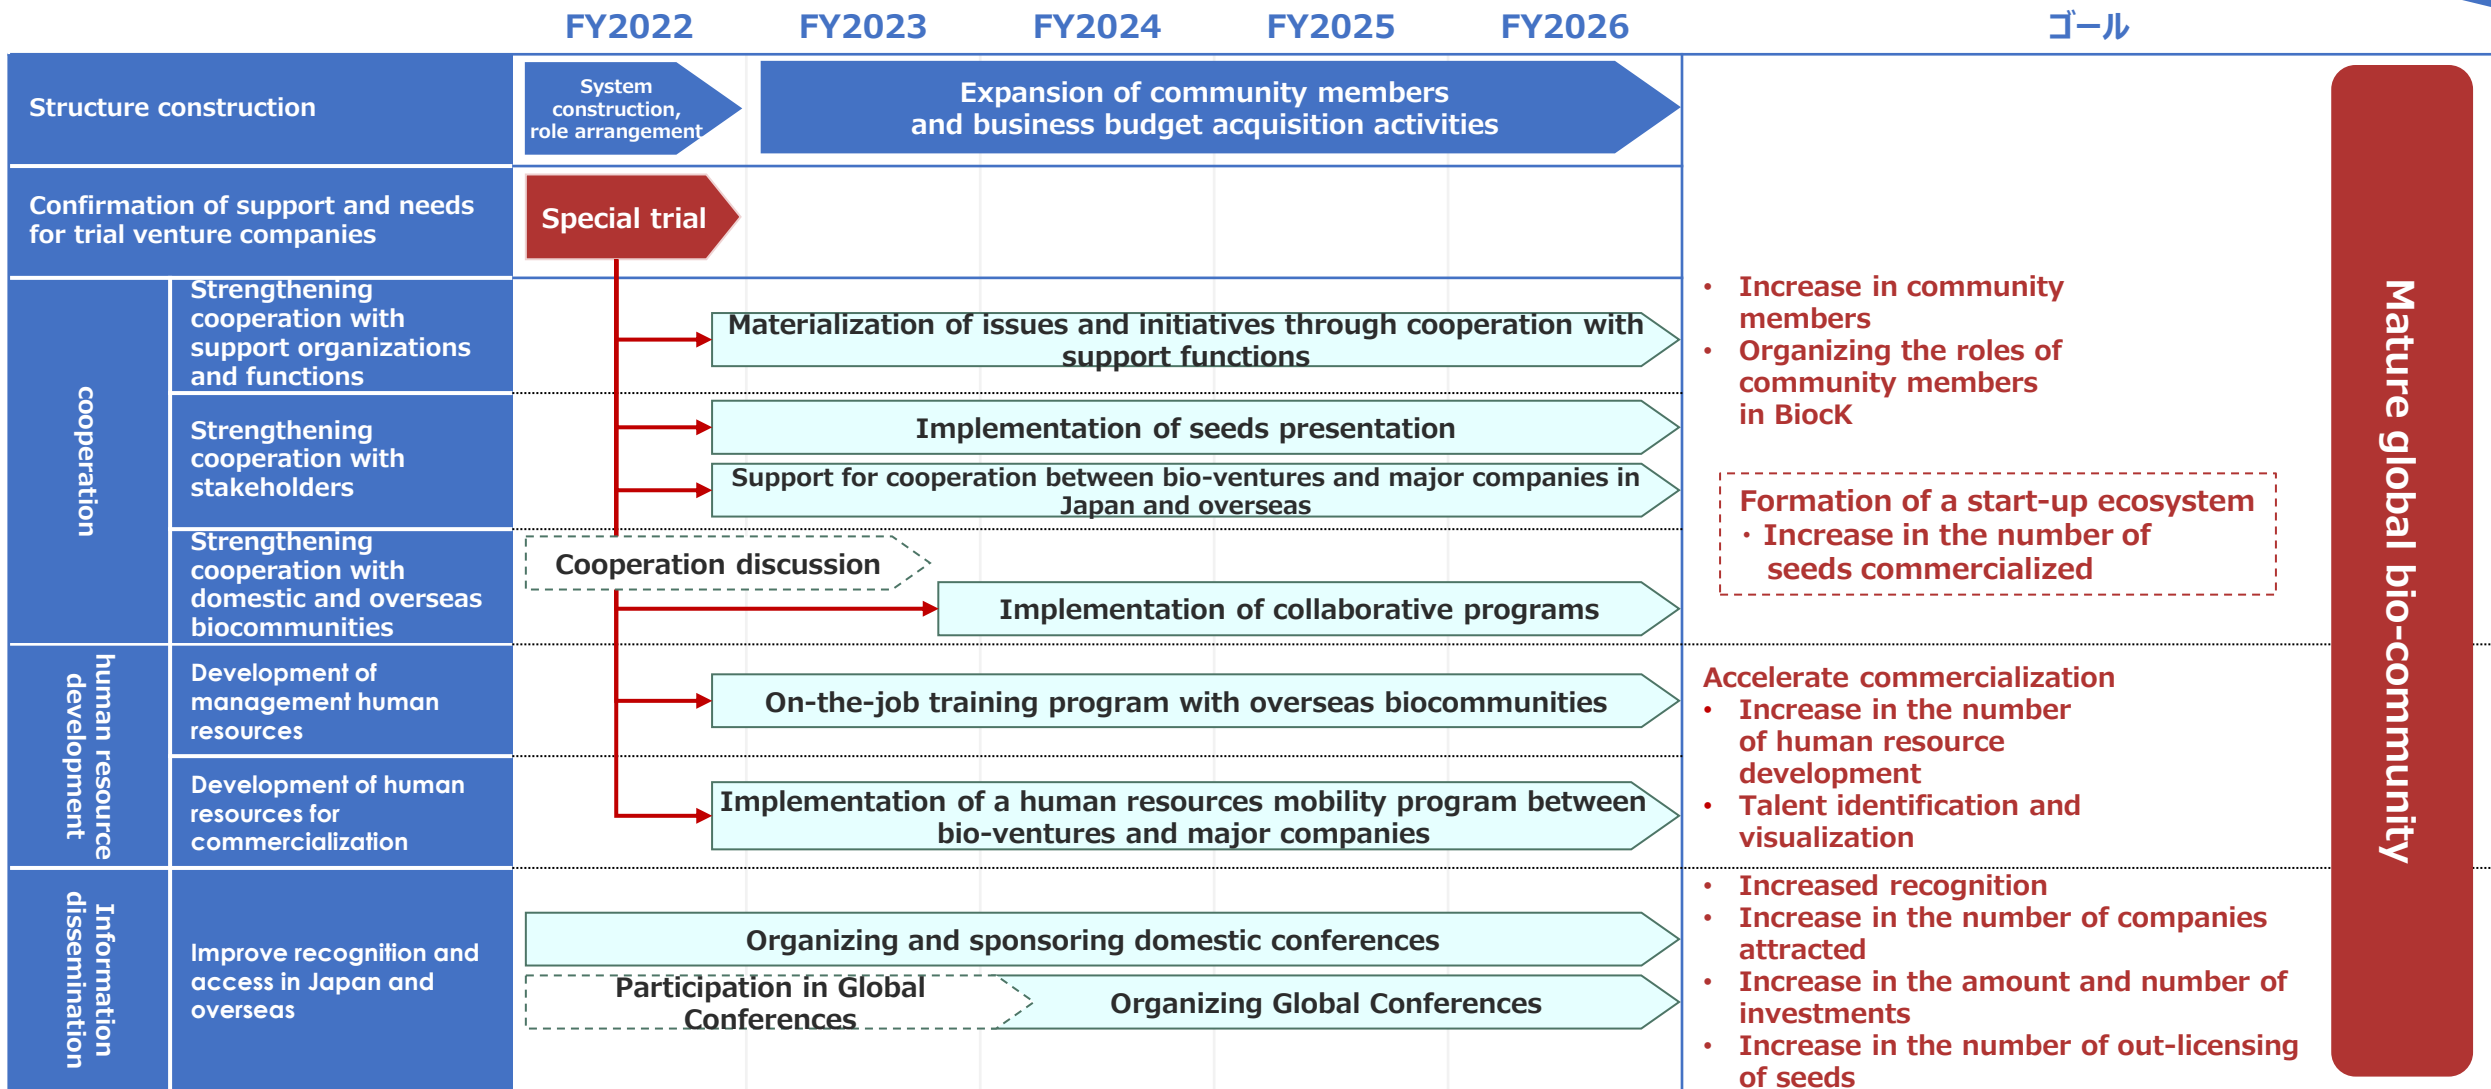 FY2022
FY2023
FY2024
FY2025
FY2026
ゴール
Structure construction
System
construction,
role arrangement
Expansion of community members
and business budget acquisition activities
Confirmation of support and needs
for trial venture companies
Special trial
cooperation
Strengthening
cooperation with
support organizations
and functions
Materialization of issues and initiatives through cooperation with
support functions
Strengthening
cooperation with
stakeholders
Implementation of seeds presentation
Support for cooperation between bio-ventures and major companies in
Japan and overseas
Strengthening
cooperation with
domestic and overseas
biocommunities
Cooperation discussion
Implementation of collaborative programs
• Increase in community
members
• Organizing the roles of
community members
in BiocK
Formation of a start-up ecosystem
・Increase in the number of
seeds commercialized
human resource
development
Development of
management human
resources
On-the-job training program with overseas biocommunities
Development of human
resources for
commercialization
Implementation of a human resources mobility program between
bio-ventures and major companies
Accelerate commercialization
• Increase in the number
of human resource
development
• Talent identification and
visualization
Information
dissemination
Improve recognition and
access in Japan and
overseas
Organizing and sponsoring domestic conferences
Participation in Global
Conferences
Organizing Global Conferences
• Increased recognition
• Increase in the number of companies
attracted
• Increase in the amount and number of
investments
• Increase in the number of out-licensing
of seeds
Mature global bio-community